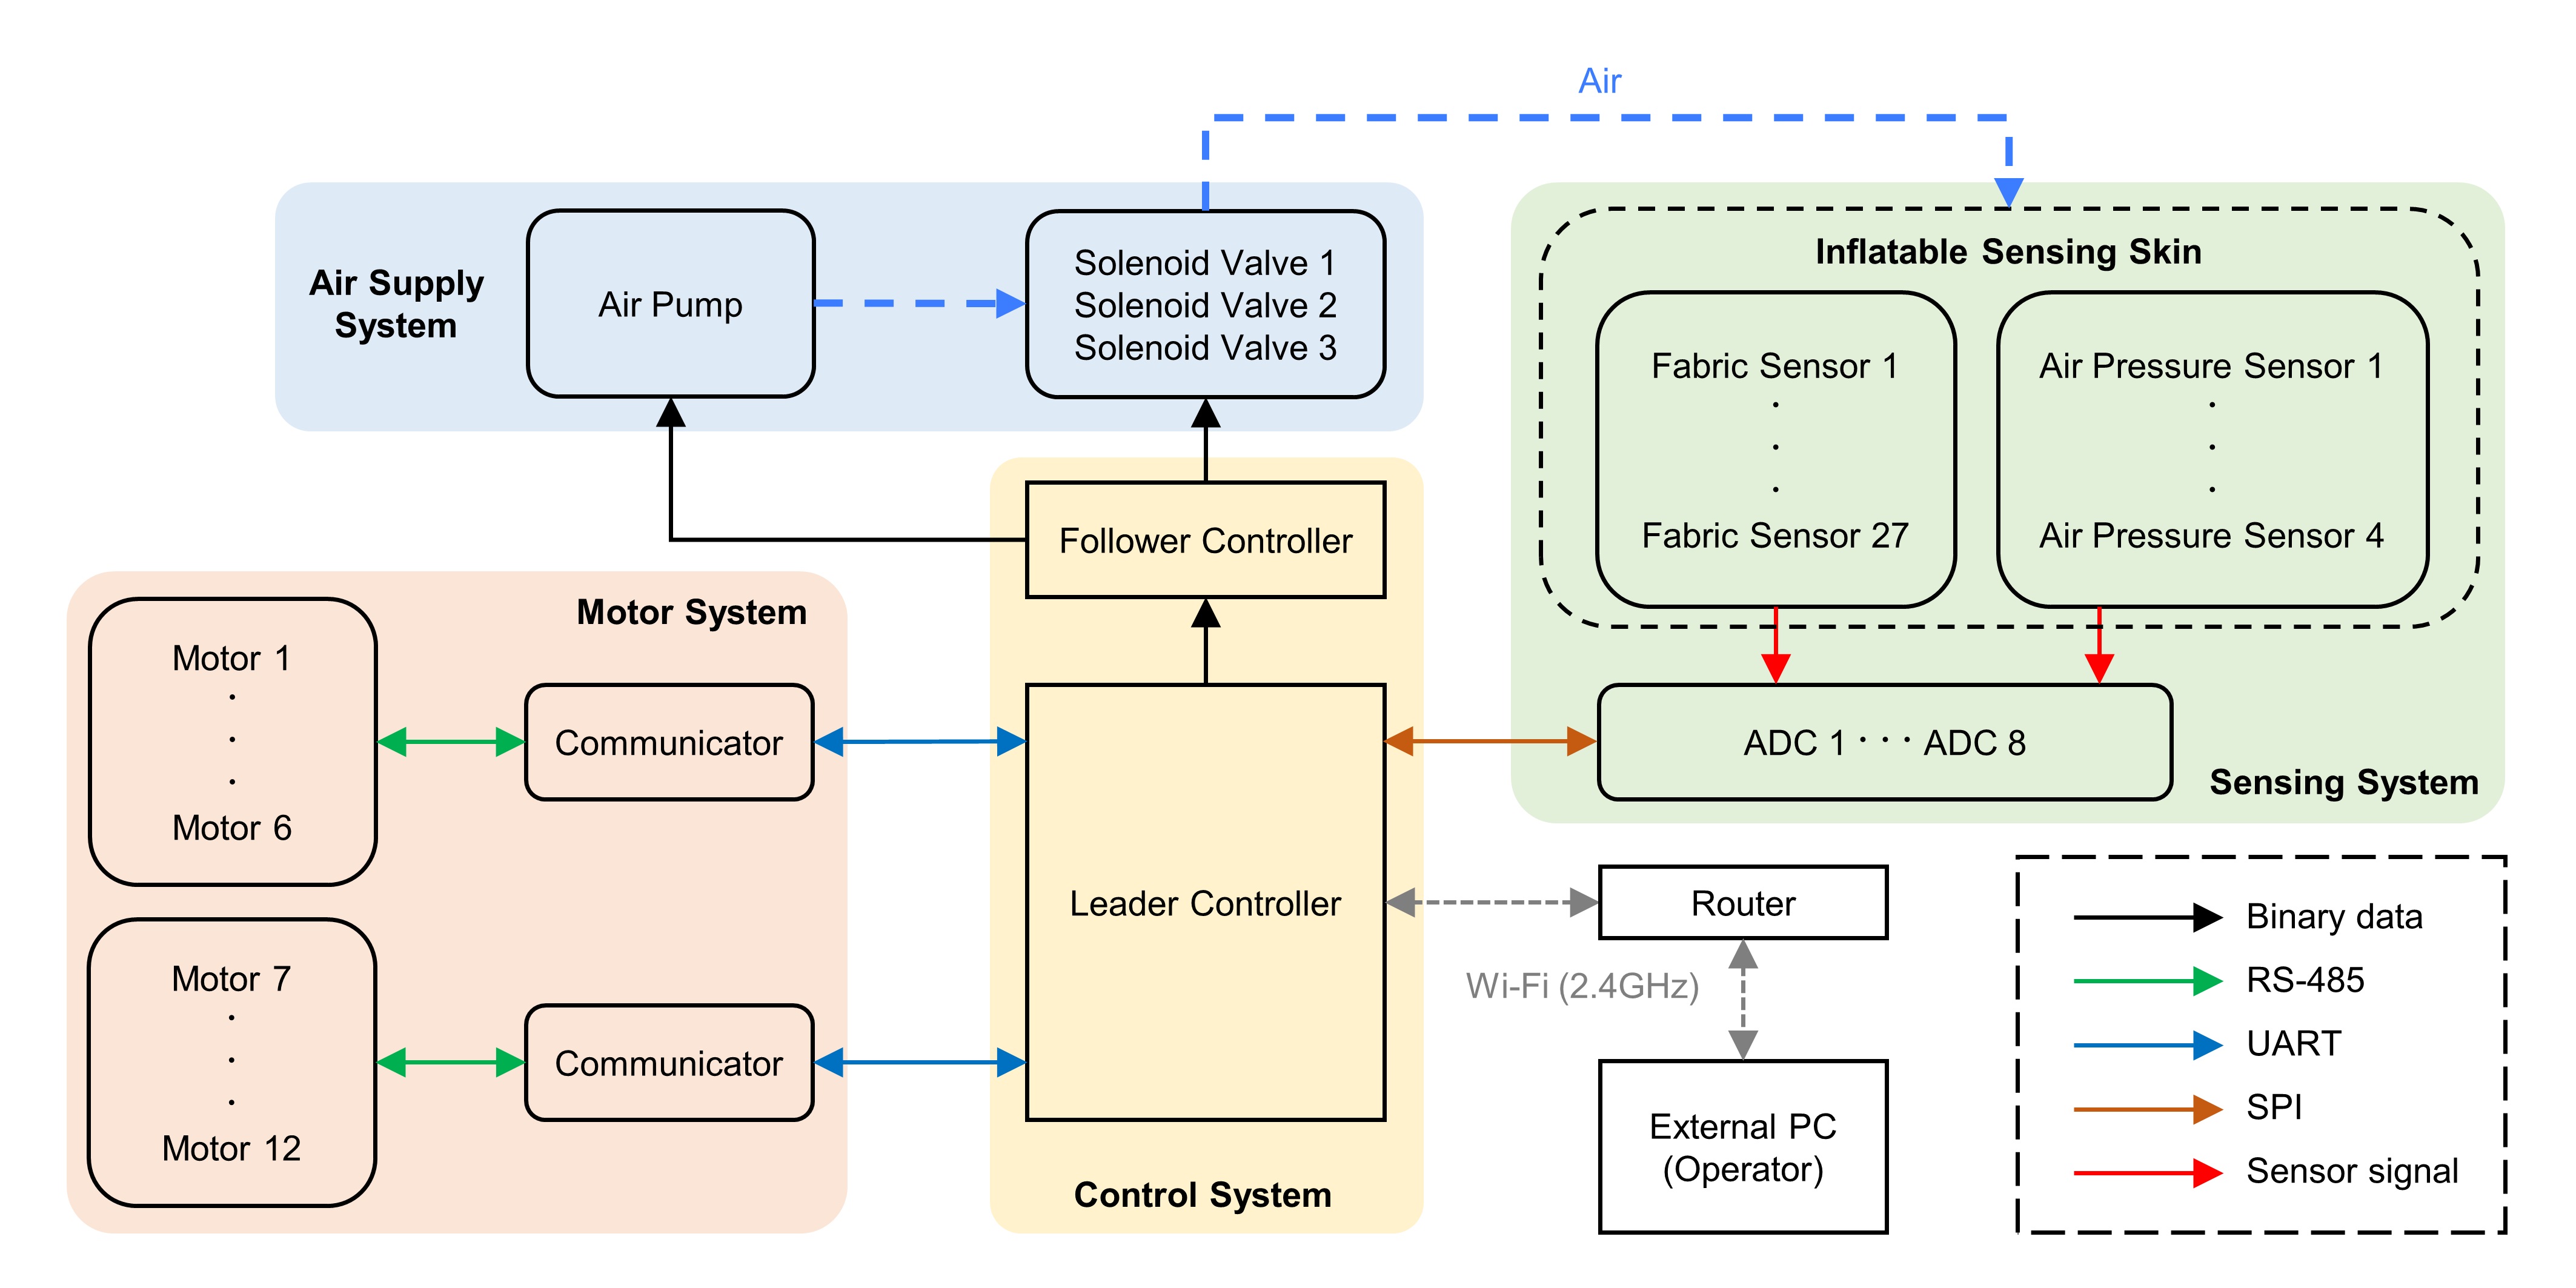 Air
Air Supply
System
Air Pump
Solenoid Valve 1
Solenoid Valve 2
Solenoid Valve 3
Inflatable Sensing Skin
Fabric Sensor 1
Fabric Sensor 27
Air Pressure Sensor 1
Air Pressure Sensor 4
Follower Controller
Motor System
Motor 1
Motor 6
Communicator
ADC 1 · · · ADC 8
Sensing System
Leader Controller
Router
Wi-Fi (2.4GHz)
Motor 7
Motor 12
Communicator
External PC
(Operator)
Control System
Binary data
RS-485
UART
SPI
Sensor signal